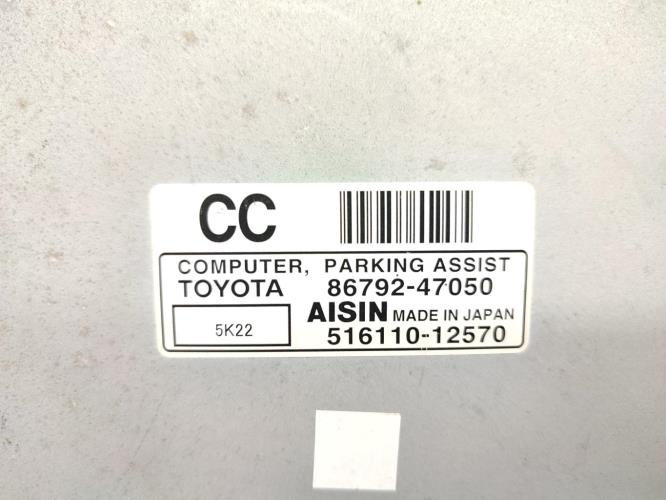 CC
COMPUTER, PARKING ASSIST
TOYOTA 86792-47050
5K22
AISIN MADE IN JAPAN
516110-12570